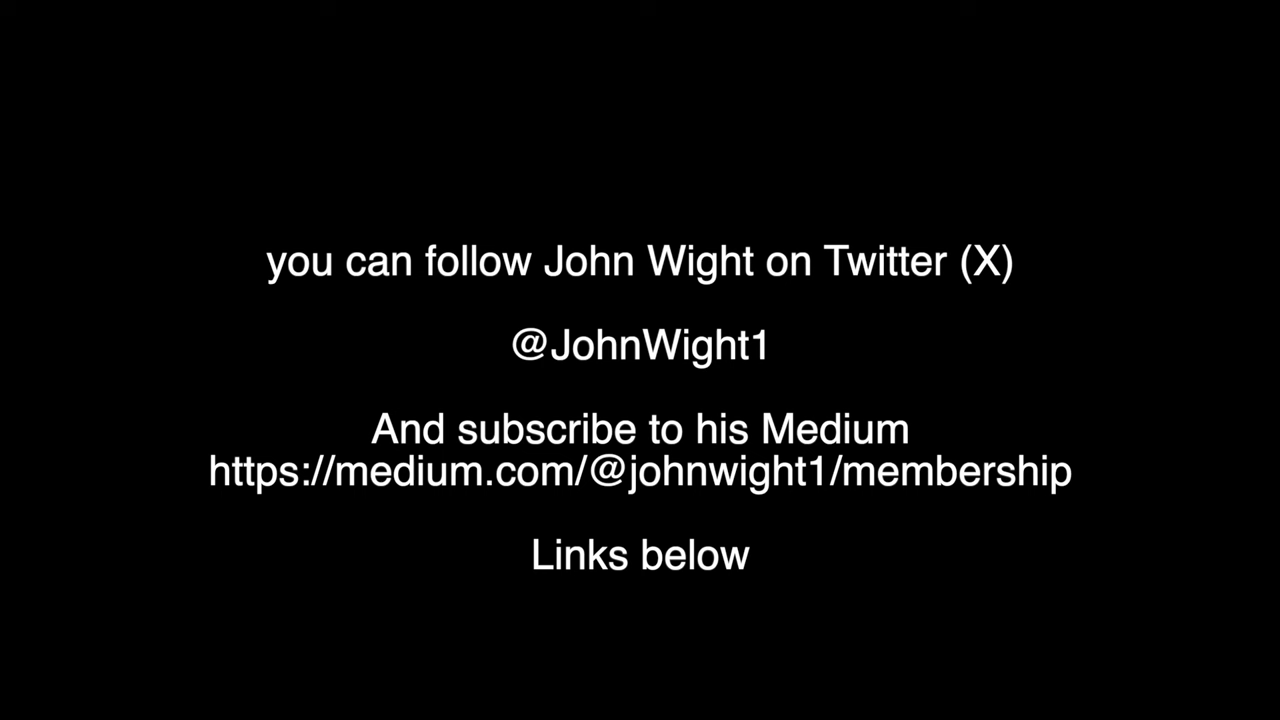 you can follow John Wight on Twitter (X)
@JohnWight1
And subscribe to his Medium
https://medium.com/@johnwight1/membership
Links below